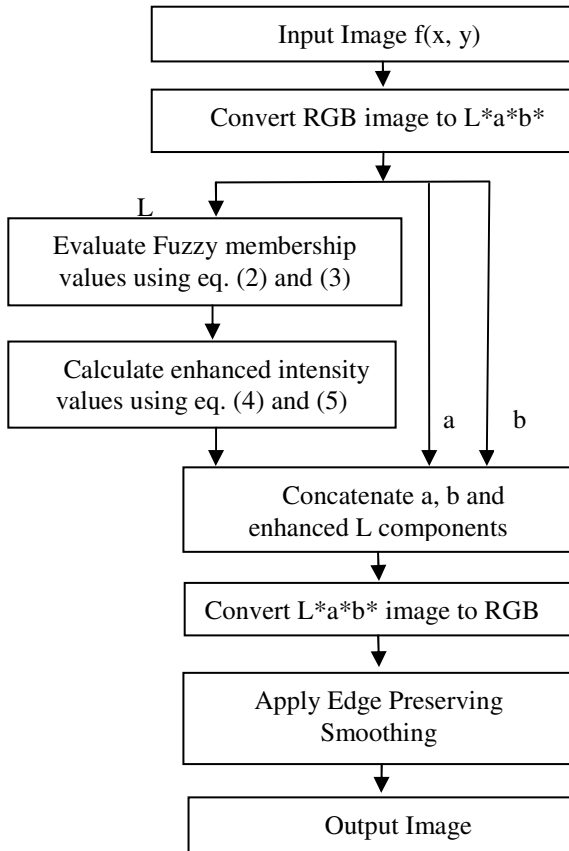 Input Image f(x, y)
Convert RGB image to L*a*b*
L
Evaluate Fuzzy membership
values using eq. (2) and (3)
Calculate enhanced intensity
values using eq. (4) and (5)
a
b
Concatenate a, b and
enhanced L components
Convert L*a*b* image to RGB
Apply Edge Preserving
Smoothing
Output Image